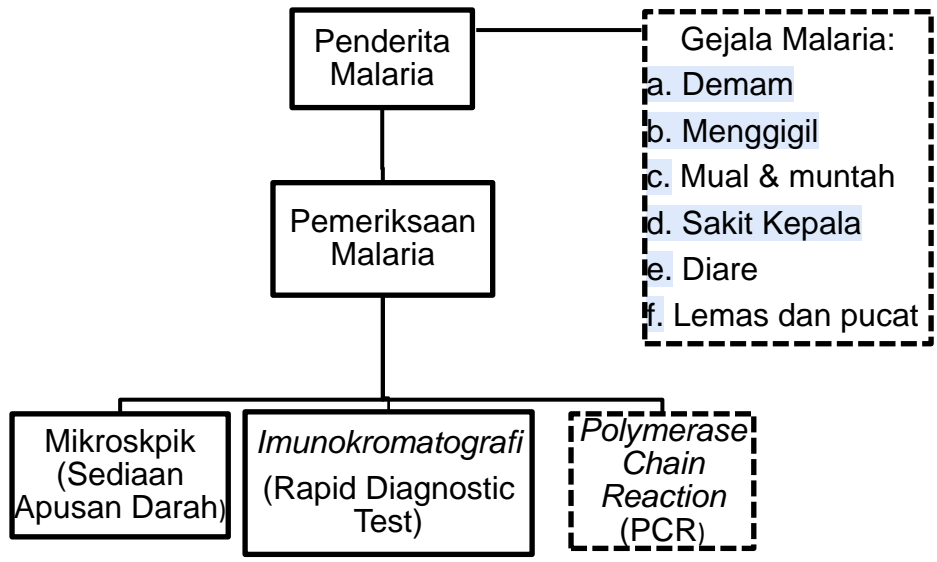 Penderita
Malaria
Gejala Malaria:
a. Demam
b. Menggigil
c. Mual & muntah
d. Sakit Kepala
e. Diare
f. Lemas dan pucat
Pemeriksaan
Malaria
Mikroskpik
(Sediaan
Apusan Darah)
Imunokromatografi
(Rapid Diagnostic
Test)
Polymerase
Chain
Reaction
(PCR)